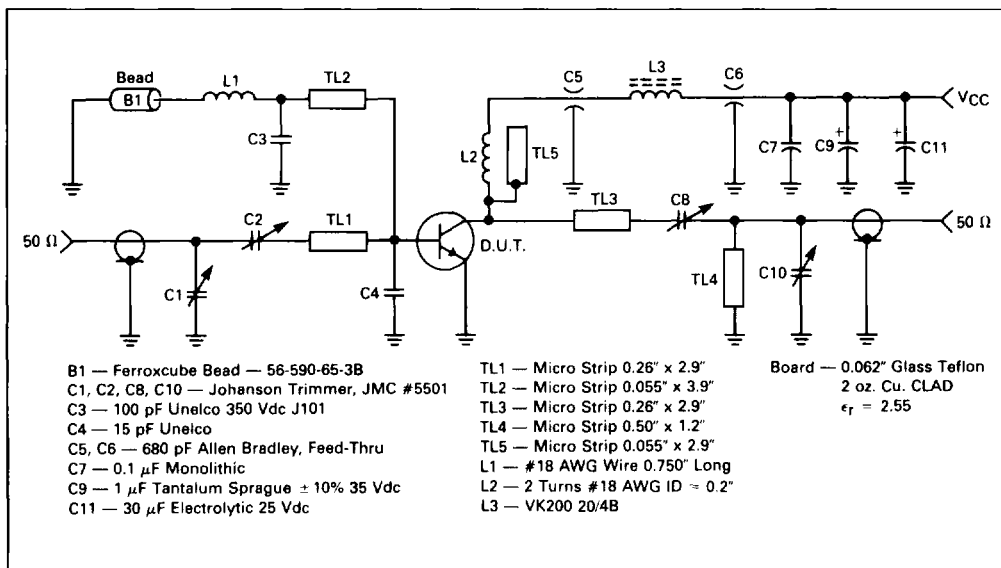 Bead
B1
L1
TL2
C3
C5
L3
C6
VCC
L2
TL5
C7
+
C9
+
C11
50 Ω
C2
TL1
C1
C4
D.U.T.
TL3
C8
TL4
C10
50 Ω
B1 — Ferroxcube Bead — 56-590-65-3B
C1, C2, C8, C10 — Johanson Trimmer, JMC #5501
C3 — 100 pF Unelco 350 Vdc J101
C4 — 15 pF Unelco
C5, C6 — 680 pF Allen Bradley, Feed-Thru
C7 — 0.1 μF Monolithic
C9 — 1 μF Tantalum Sprague ± 10% 35 Vdc
C11 — 30 μF Electrolytic 25 Vdc
TL1 — Micro Strip 0.26" x 2.9"
TL2 — Micro Strip 0.055" x 3.9"
TL3 — Micro Strip 0.26" x 2.9"
TL4 — Micro Strip 0.50" x 1.2"
TL5 — Micro Strip 0.055" x 2.9"
L1 — #18 AWG Wire 0.750" Long
L2 — 2 Turns #18 AWG ID = 0.2"
L3 — VK200 20/4B
Board — 0.062" Glass Teflon
2 oz. Cu. CLAD
εr = 2.55